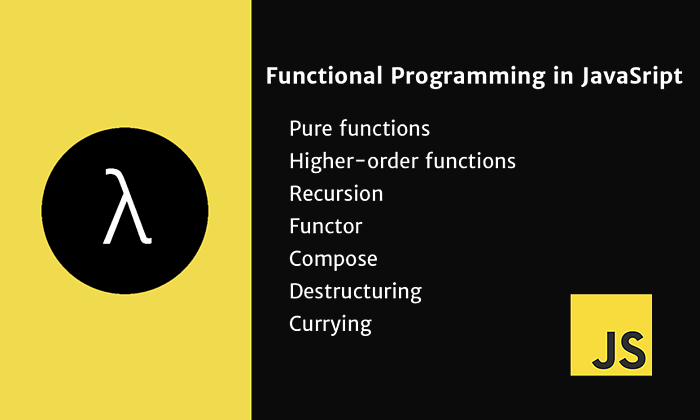 λ
Functional Programming in JavaSript
Pure functions
Higher-order functions
Recursion
Functor
Compose
Destructuring
Currying
JS